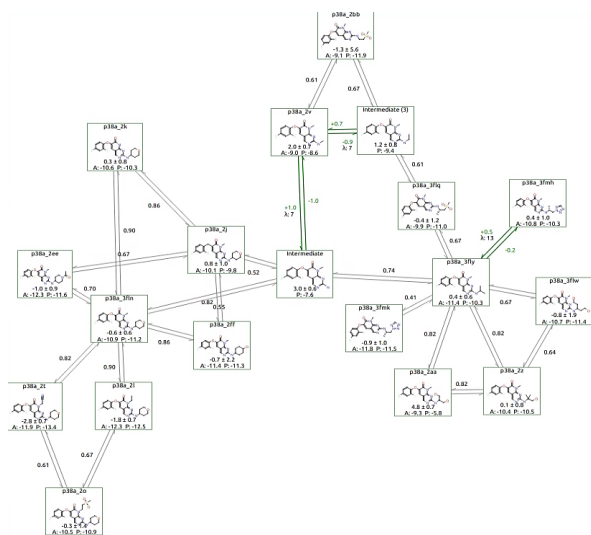 p38a_2bb
-1.3 ± 5.6
A: -9.1 P: -11.9
0.61
0.67
p38a_2v
2.0 ± 0.7
A: -9.0 P: -8.6
+0.7
-0.9
λ: 7
Intermediate (3)
1.2 ± 0.8
P: -9.4
p38a_2k
0.3 ± 0.8
A: -10.6 P: -10.3
0.61
p38a_3flq
-0.4 ± 1.2
A: -9.9 P: -11.0
p38a_3fmh
0.4 ± 1.0
A: -10.8 P: -10.3
0.86
+1.0
λ: 7
-1.0
0.90
+0.5
λ: 13
-0.2
0.67
p38a_2j
0.8 ± 1.0
A: -10.1 P: -9.8
p38a_2ee
-1.0 ± 0.9
A: -12.3 P: -11.6
0.67
0.52
Intermediate
3.0 ± 0.6
P: -7.6
0.74
p38a_3fly
0.4 ± 0.6
A: -11.4 P: -10.3
p38a_3flw
-0.8 ± 1.9
A: -10.7 P: -11.4
0.70
p38a_3fln
-0.6 ± 0.6
A: -10.9 P: -11.2
0.82
0.55
0.41
0.67
p38a_3fmk
-0.9 ± 1.0
A: -11.8 P: -11.5
p38a_2ff
-0.7 ± 2.2
A: -11.4 P: -11.3
0.86
0.82
0.82
0.64
0.82
0.90
p38a_2aa
4.8 ± 0.7
A: -9.3 P: -5.8
0.82
p38a_2z
0.1 ± 0.8
A: -10.4 P: -10.5
p38a_2t
-2.8 ± 0.7
A: -11.9 P: -13.4
p38a_2l
-1.8 ± 0.7
A: -12.3 P: -12.5
0.61
0.67
p38a_2o
-0.3 ± 1.4
A: -10.5 P: -10.9